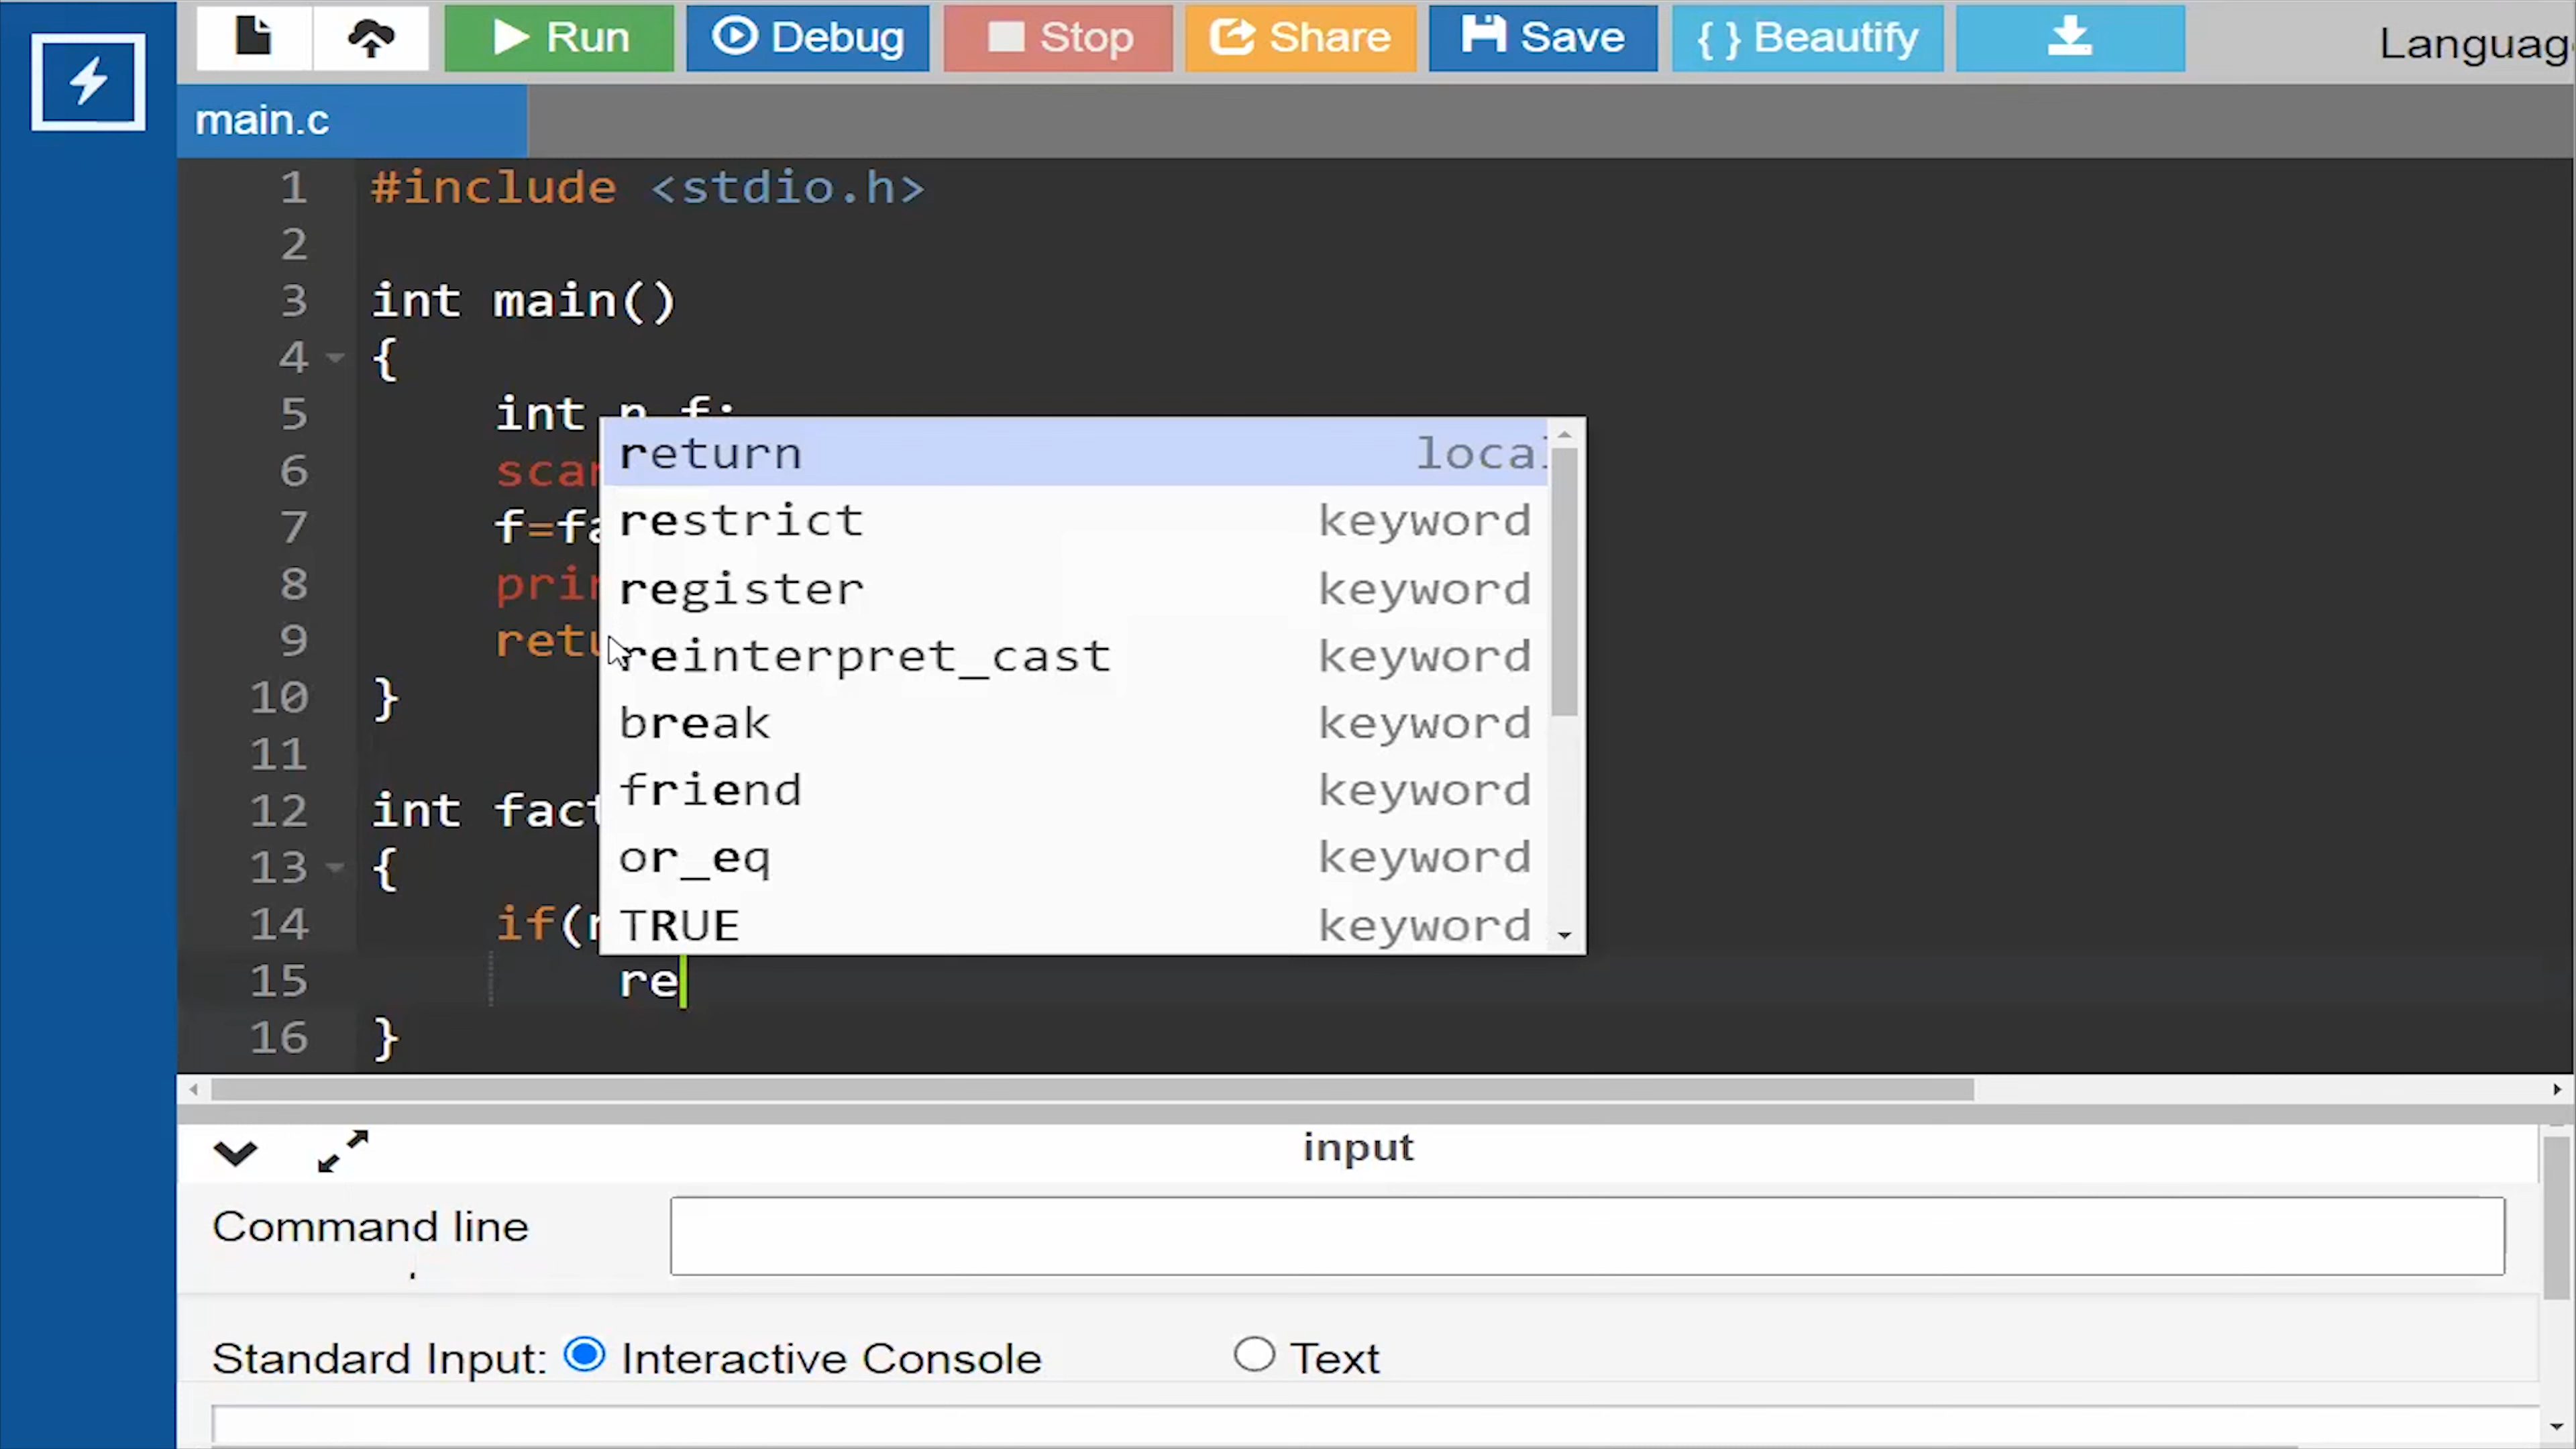 Run Debug Stop Share Save { } Beautify Languag
main.c
1 #include <stdio.h>
2
3 int main()
4 {
5 int n,f;
6 scan
7 f=fa
8 prin
9 retu
10 }
11
12 int fact
13 {
14 if(n
15 re
16 }
return local
restrict keyword
register keyword
reinterpret_cast keyword
break keyword
friend keyword
or_eq keyword
TRUE keyword
input
Command line
Standard Input: Interactive Console Text